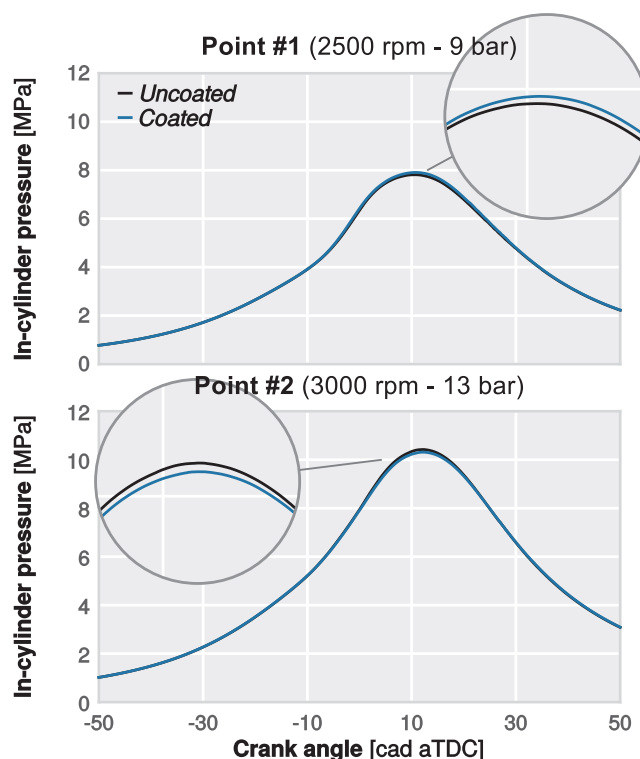 Point #1 (2500 rpm - 9 bar)
In-cylinder pressure [MPa]
12
10
8
6
4
2
0
Uncoated
Coated
Point #2 (3000 rpm - 13 bar)
In-cylinder pressure [MPa]
12
10
8
6
4
2
0
-50 -30 -10 10 30 50
Crank angle [cad aTDC]